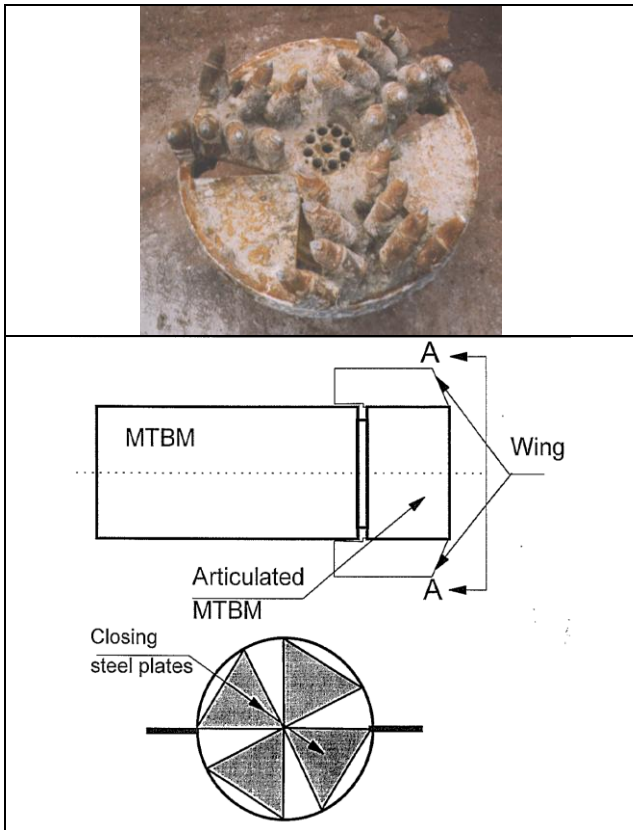 A
MTBM
Wing
Articulated
MTBM
A
Closing
steel plates